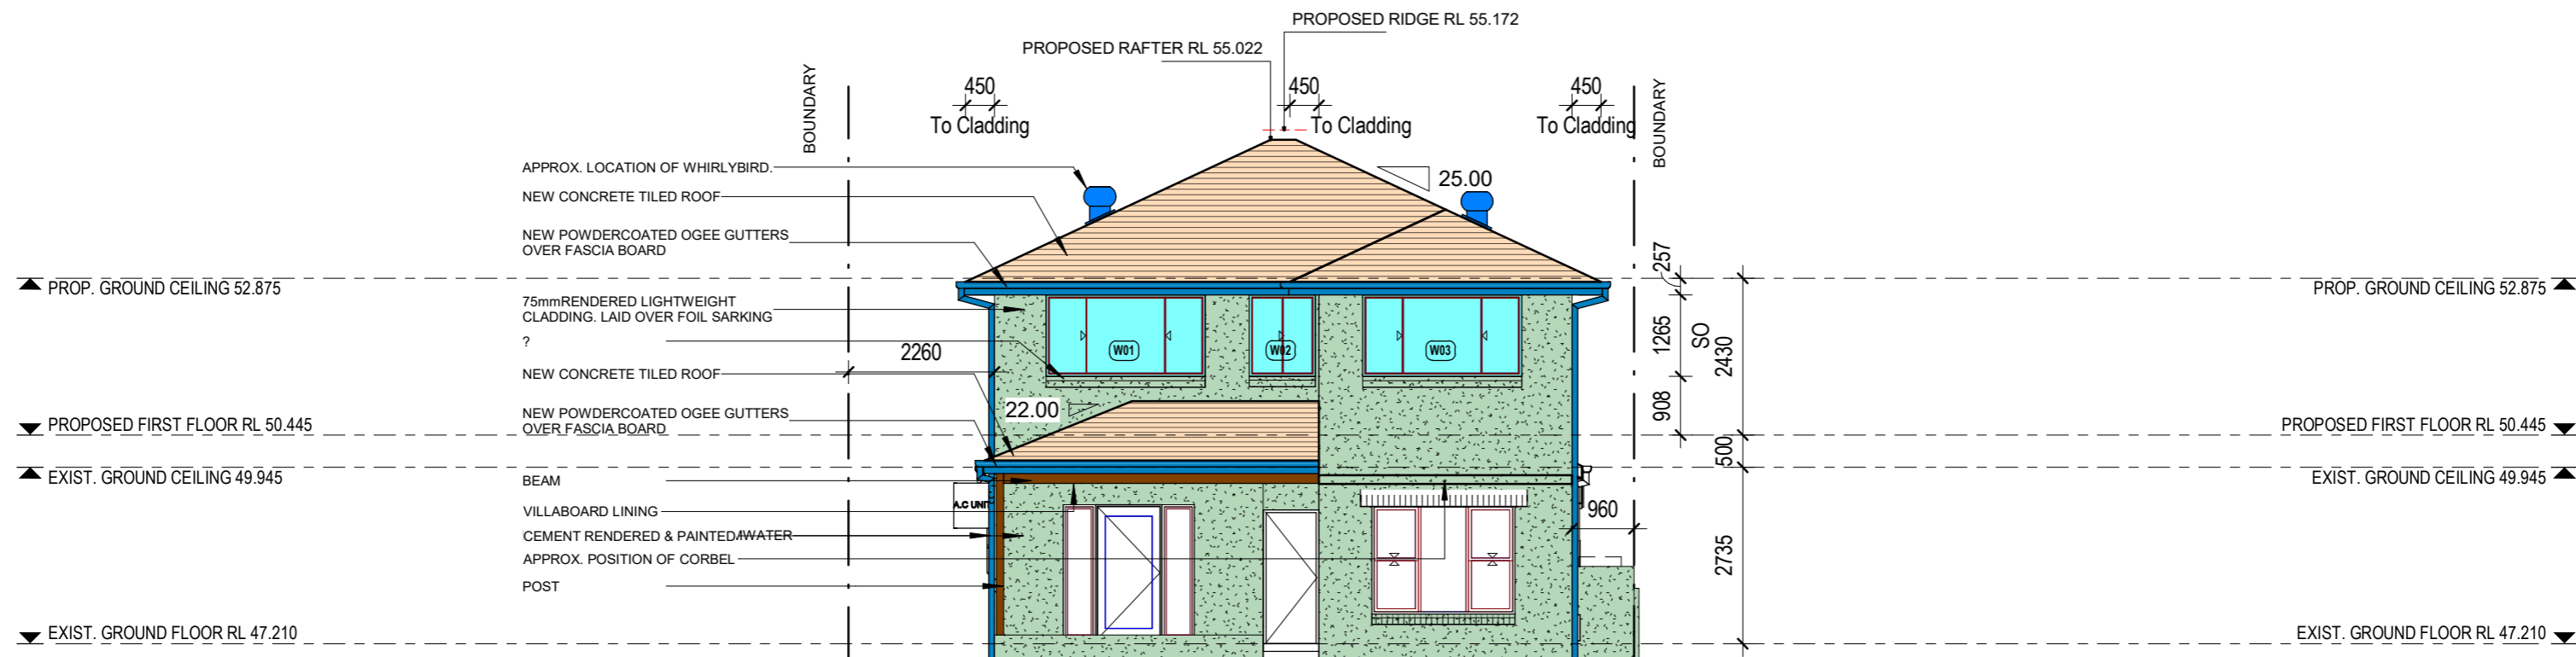 PROPOSED RIDGE RL 55.172
PROPOSED RAFTER RL 55.022
BOUNDARY
450
To Cladding
450
To Cladding
450
To Cladding
BOUNDARY
APPROX. LOCATION OF WHIRLYBIRD.
NEW CONCRETE TILED ROOF
25.00
NEW POWDERCOATED OGEE GUTTERS
OVER FASCIA BOARD
257
PROP. GROUND CEILING 52.875
PROP. GROUND CEILING 52.875
75mmRENDERED LIGHTWEIGHT
CLADDING. LAID OVER FOIL SARKING
?
W01
W02
W03
1265
SO
2430
2260
NEW CONCRETE TILED ROOF
22.00
908
NEW POWDERCOATED OGEE GUTTERS
OVER FASCIA BOARD
PROPOSED FIRST FLOOR RL 50.445
PROPOSED FIRST FLOOR RL 50.445
500
EXIST. GROUND CEILING 49.945
EXIST. GROUND CEILING 49.945
BEAM
A.C UNIT
VILLABOARD LINING
960
CEMENT RENDERED & PAINTED
APPROX. POSITION OF CORBEL
2735
POST
EXIST. GROUND FLOOR RL 47.210
EXIST. GROUND FLOOR RL 47.210